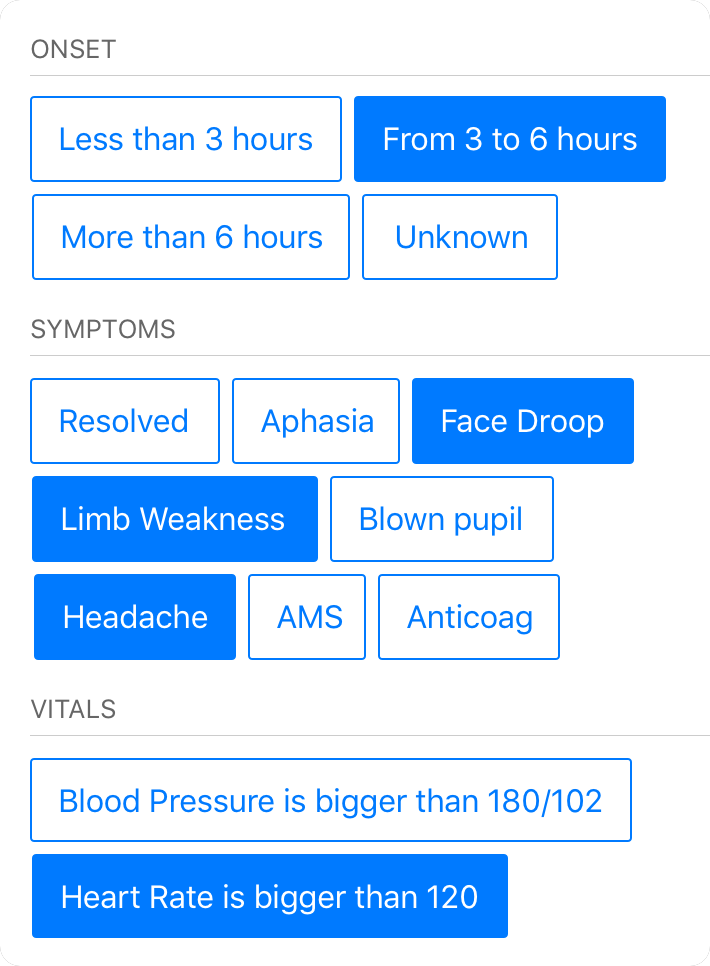 ONSET
Less than 3 hours From 3 to 6 hours
More than 6 hours Unknown
SYMPTOMS
Resolved Aphasia Face Droop
Limb Weakness Blown pupil
Headache AMS Anticoag
VITALS
Blood Pressure is bigger than 180/102
Heart Rate is bigger than 120